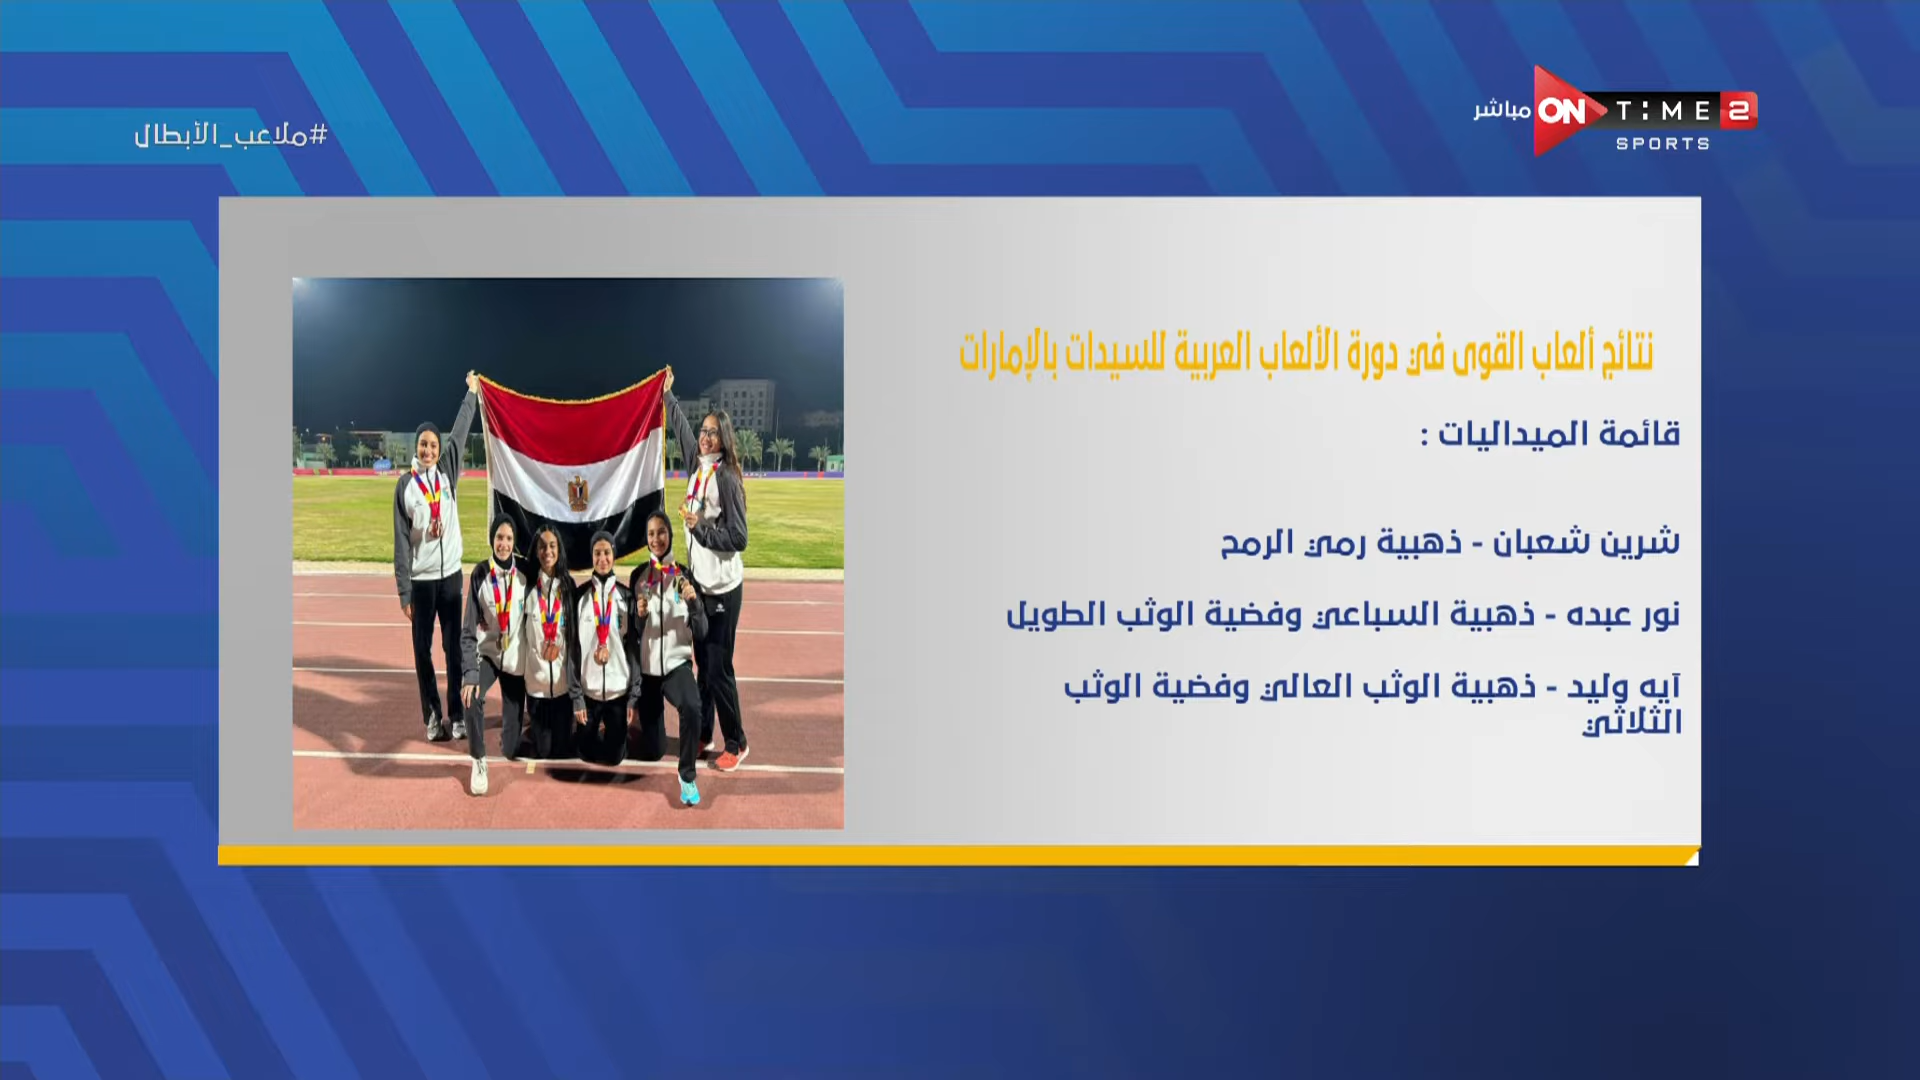 #ملاعب_الأبطال
مباشر ON TIME 2
SPORTS
نتائج ألعاب القوى في دورة الألعاب العربية للسيدات بالإمارات
قائمة الميداليات :
شرين شعبان - ذهبية رمي الرمح
نور عبده - ذهبية السباعي وفضية الوثب الطويل
آيه وليد - ذهبية الوثب العالي وفضية الوثب
الثلاثي